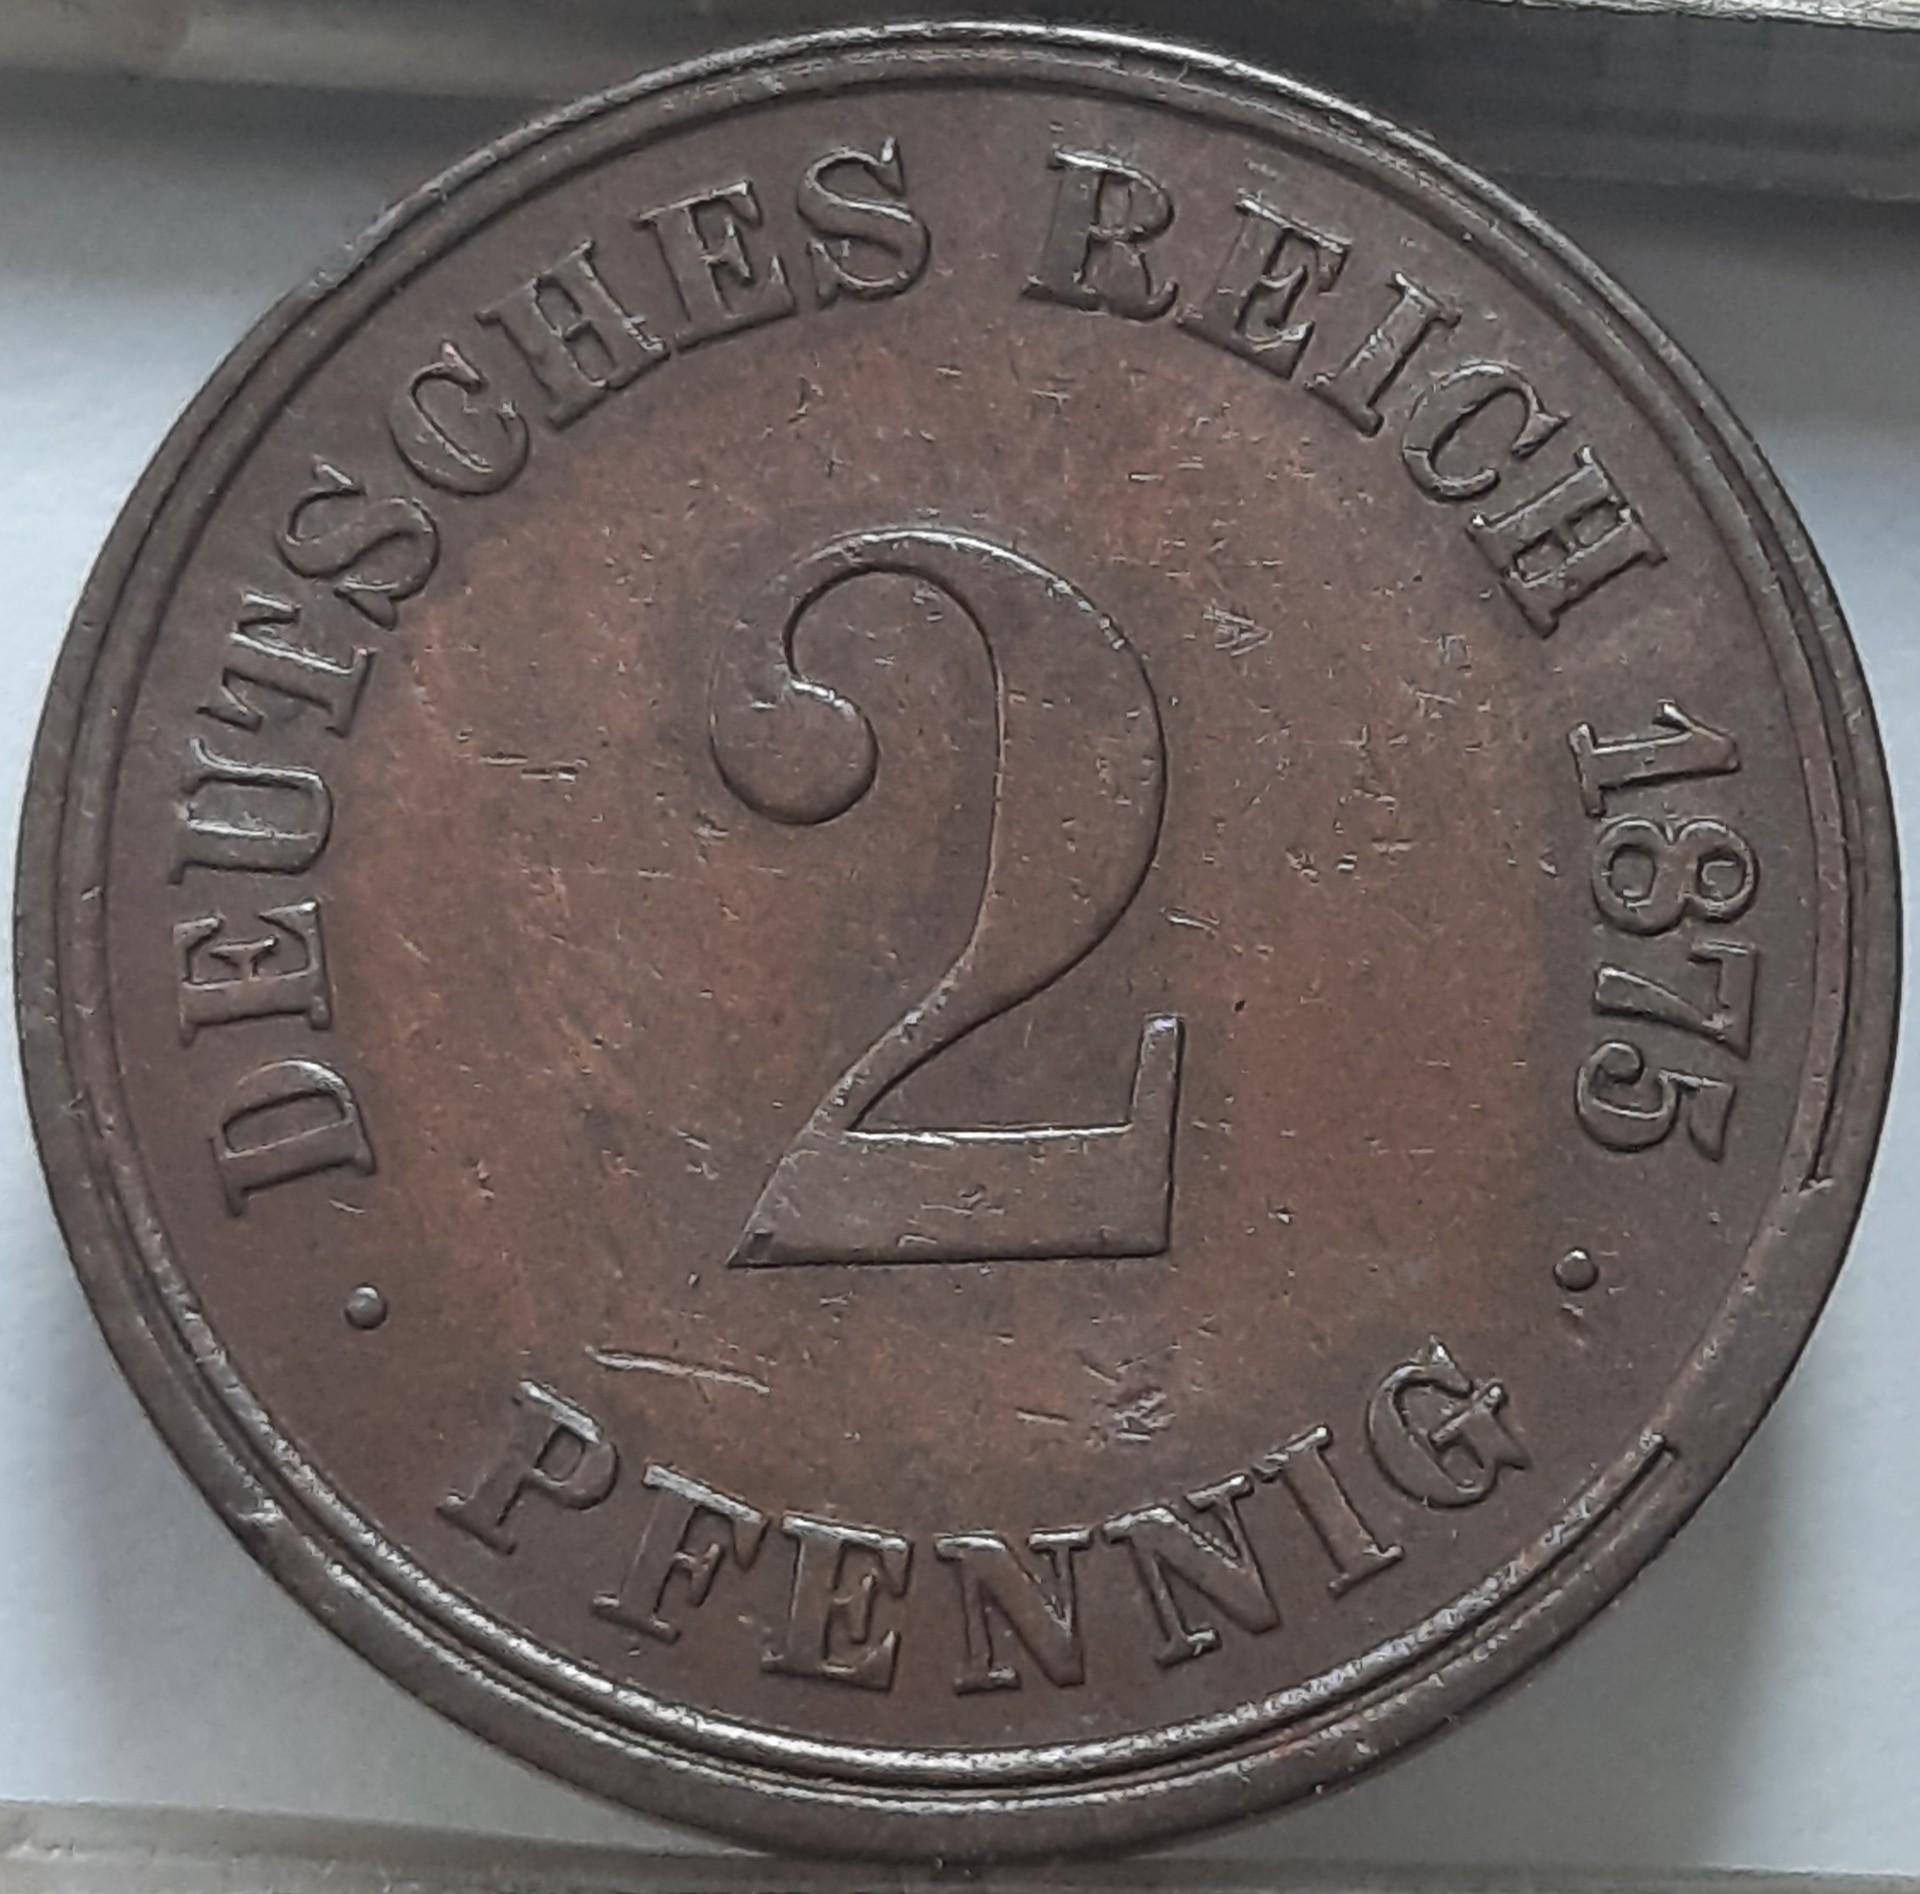 DEUTSCHES REICH 1875
2
· PFENNIG ·